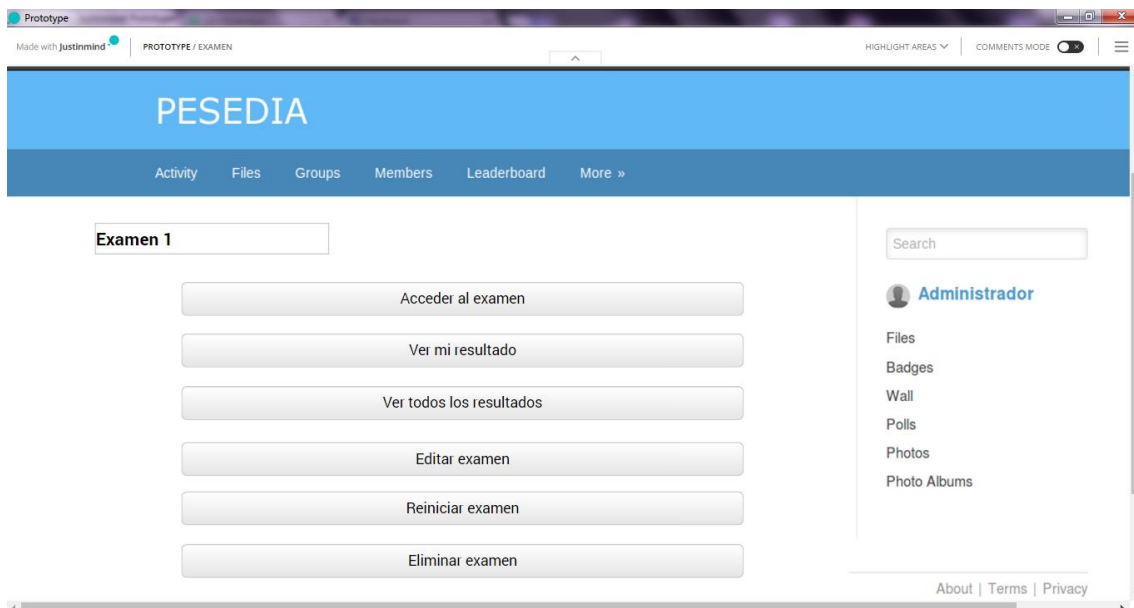 Prototype
Made with Justinmind
PROTOTYPE / EXAMEN
HIGHLIGHT AREAS
COMMENTS MODE
PESEDIA
Activity Files Groups Members Leaderboard More »
Examen 1
Acceder al examen
Ver mi resultado
Ver todos los resultados
Editar examen
Reiniciar examen
Eliminar examen
Search
Administrador
Files
Badges
Wall
Polls
Photos
Photo Albums
About | Terms | Privacy